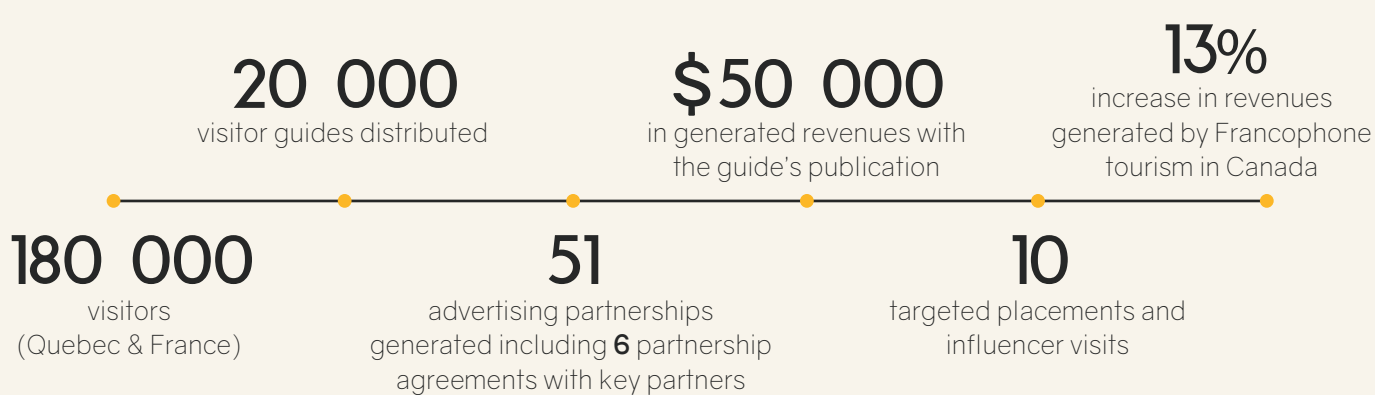 20 000
visitor guides distributed
$50 000
in generated revenues with
the guide's publication
13%
increase in revenues
generated by Francophone
tourism in Canada
180 000
visitors
(Quebec & France)
51
advertising partnerships
generated including 6 partnership
agreements with key partners
10
targeted placements and
influencer visits